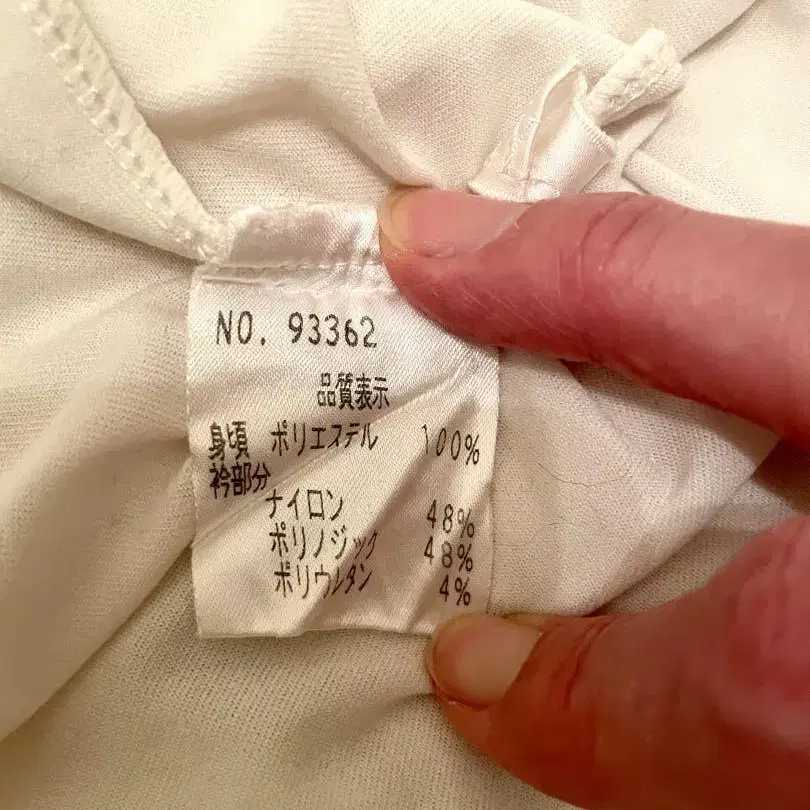 NO. 93362
品質表示
身頃 ポリエステル 100%
衿部分
ナイロン 48%
ポリノジック 48%
ポリウレタン 4%